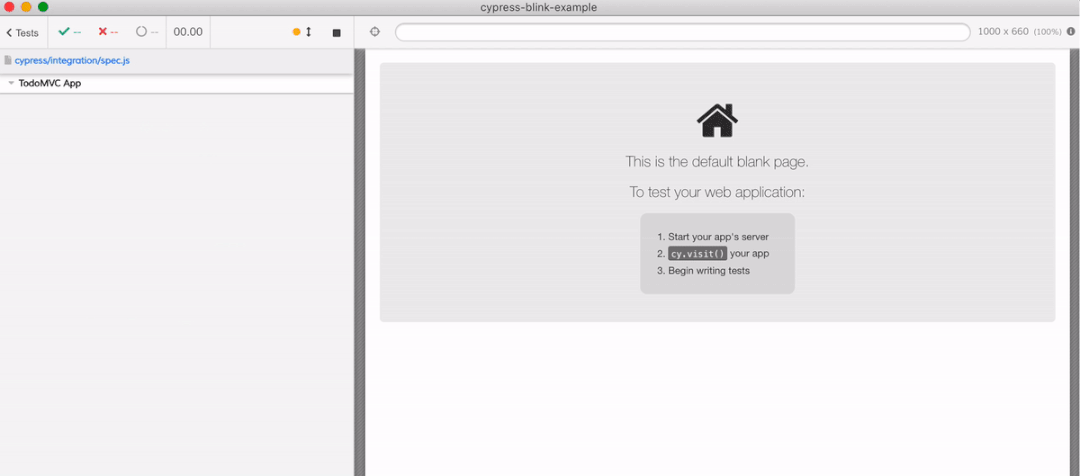 cypress-blink-example
Tests -- -- -- 00.00 1000 x 660 (100%)
cypress/integration/spec.js
TodoMVC App
This is the default blank page.
To test your web application:
1. Start your app's server
2. cy.visit() your app
3. Begin writing tests